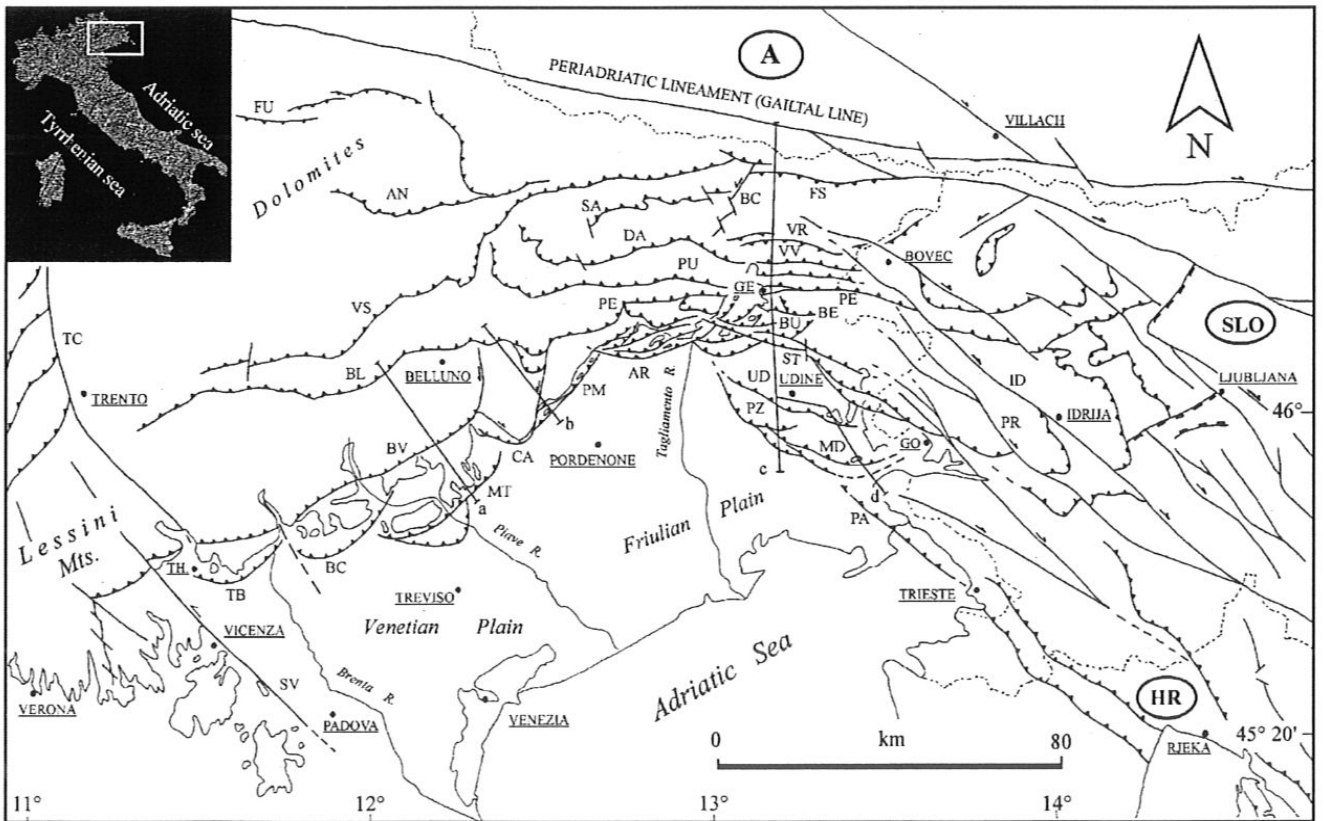 A
PERIADRIATIC LINEAMENT (GAILTAL LINE)
VILLACH
N
Adriatic sea
Tyrrhenian sea
FU
Dolomites
AN
SA
BC
FS
DA
VR
VV
BOVEC
PU
GE
PE
PE
BE
BU
VS
TC
SLO
BL
BELLUNO
AR
ST
UD
UDINE
ID
LJUBLJANA
TRENTO
PM
Tagliamento R.
PZ
PR
IDRIJA
46°
b
BV
CA
PORDENONE
MD
GO
MT
a
c
d
Lessini
Mts.
Piave R.
Friulian Plain
PA
TH.
TB
BC
TREVISO
TRIESTE
Venetian Plain
VICENZA
Adriatic Sea
Brenta R.
SV
VERONA
PADOVA
VENEZIA
HR
0 km 80
45° 20'
RJEKA
11° 12° 13° 14°